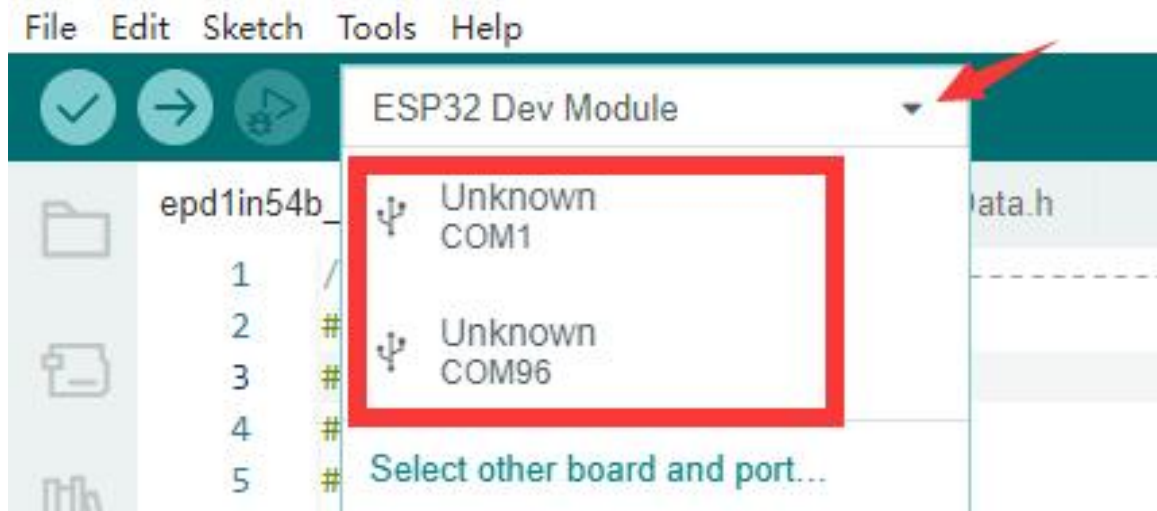 File Edit Sketch Tools Help
ESP32 Dev Module
epd1in54b_
Unknown
COM1
Unknown
COM96
Data.h
1 /
2 #
3 #
4 #
5 #
Select other board and port...